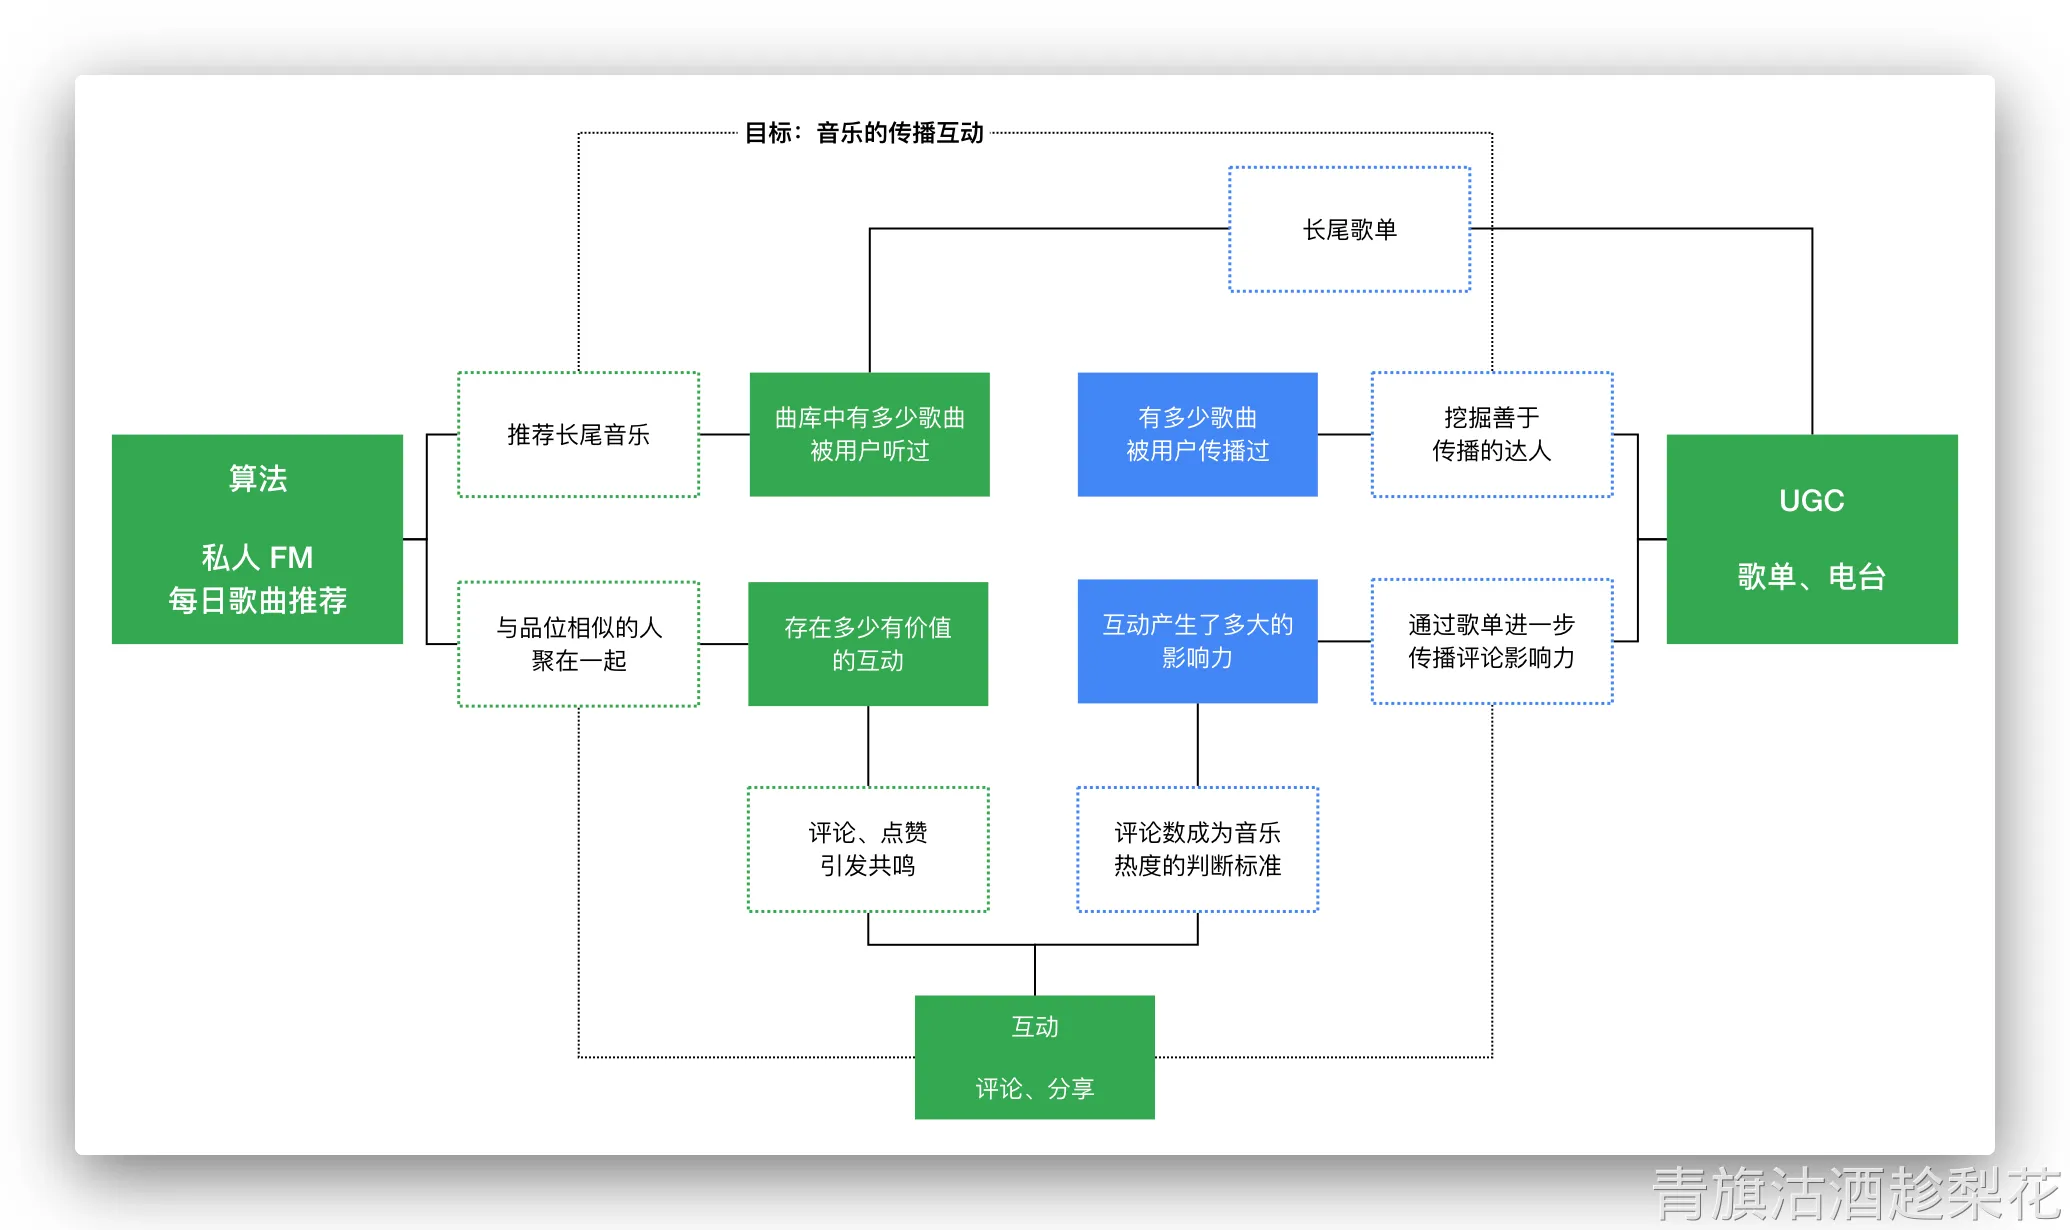 目标：音乐的传播互动
长尾歌单
推荐长尾音乐
曲库中有多少歌曲
被用户听过
有多少歌曲
被用户传播过
挖掘善于
传播的达人
算法
私人 FM
每日歌曲推荐
UGC
歌单、电台
与品位相似的人
聚在一起
存在多少有价值
的互动
互动产生了多大的
影响力
通过歌单进一步
传播评论影响力
评论、点赞
引发共鸣
评论数成为音乐
热度的判断标准
互动
评论、分享
青旗沽酒趁梨花